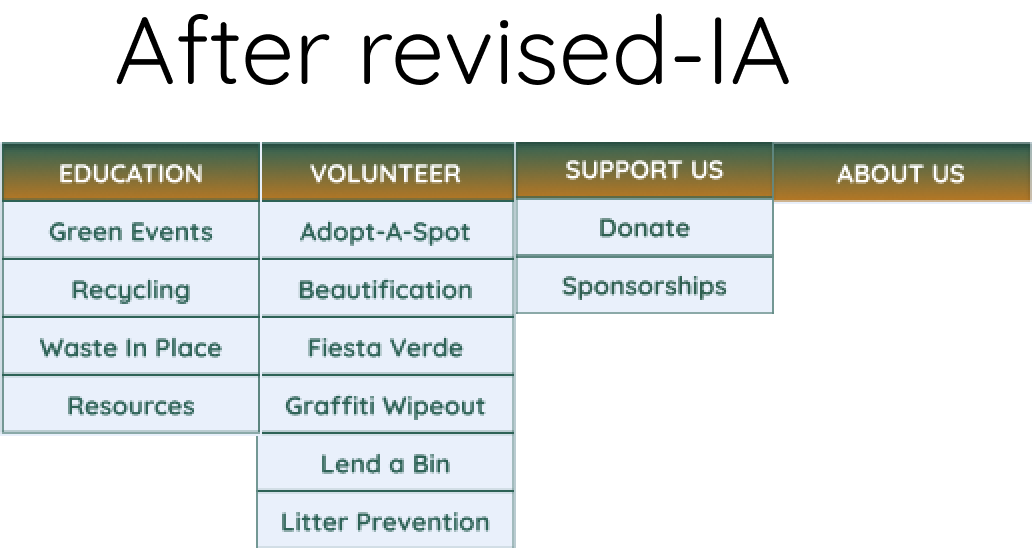 After revised-IA
EDUCATION
Green Events
Recycling
Waste In Place
Resources
VOLUNTEER
Adopt-A-Spot
Beautification
Fiesta Verde
Graffiti Wipeout
Lend a Bin
Litter Prevention
SUPPORT US
Donate
Sponsorships
ABOUT US